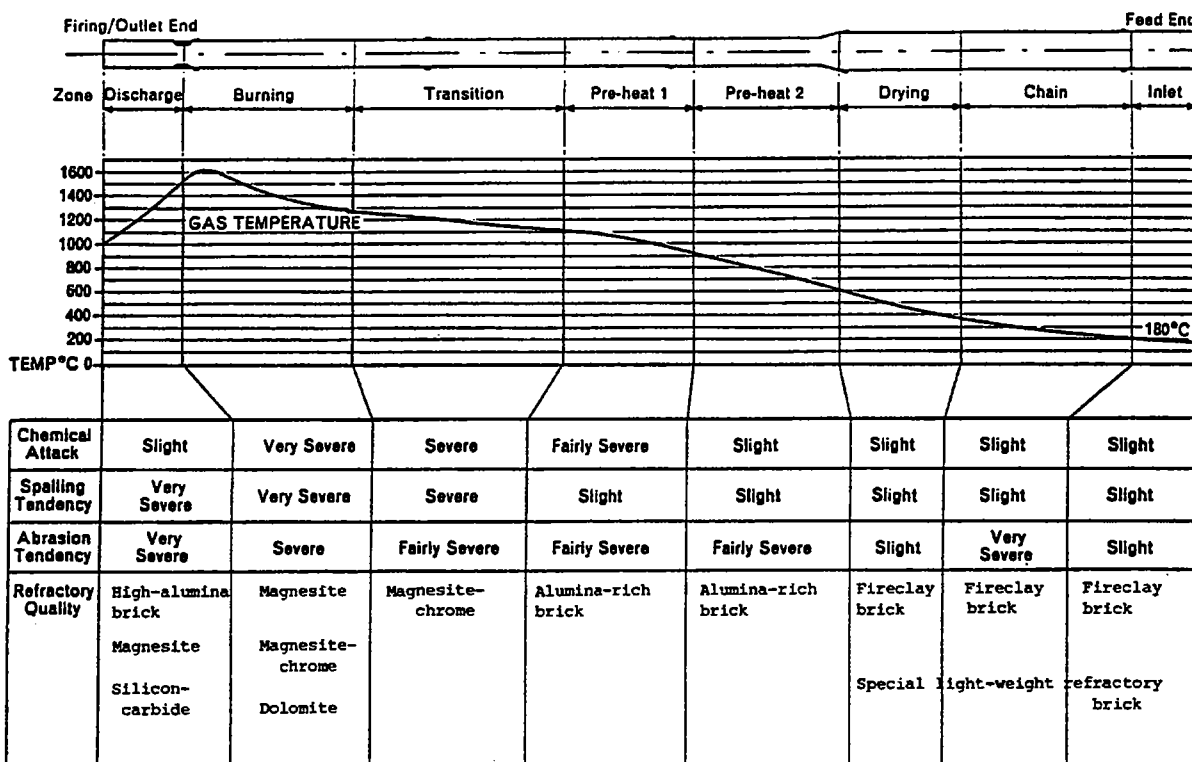 Firing/Outlet End
Feed End
Zone Discharge Burning Transition Pre-heat 1 Pre-heat 2 Drying Chain Inlet
1600
1400
1200
GAS TEMPERATURE
1000
800
600
400
200
180°C
TEMP°C 0
Chemical Attack Slight Very Severe Severe Fairly Severe Slight Slight Slight Slight
Spalling Tendency Very Severe Very Severe Severe Slight Slight Slight Slight Slight
Abrasion Tendency Very Severe Severe Fairly Severe Fairly Severe Fairly Severe Slight Very Severe Slight
Refractory Quality High-alumina brick Magnesite Magnesite-chrome Alumina-rich brick Alumina-rich brick Fireclay brick Fireclay brick Fireclay brick
Magnesite Magnesite-chrome
Silicon-carbide Dolomite Special light-weight refractory brick